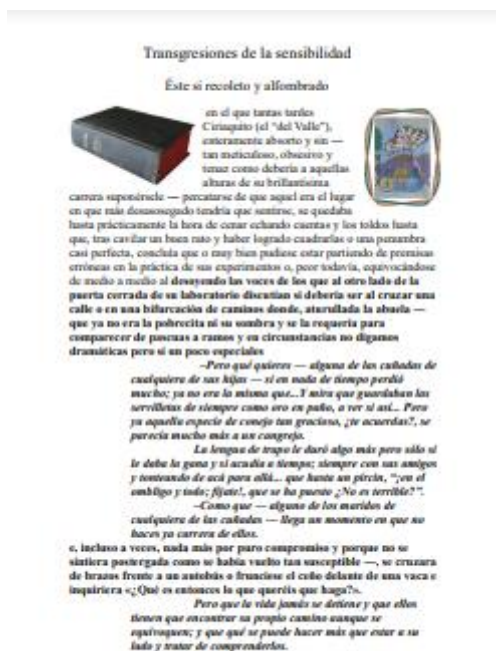 Transgresiones de la sensibilidad
Éste si recoleto y alfombrado
en el que tantas tardes
Ciriaquito (el “del Valle”),
enteramente absorto y sin —
tan meticuloso, obsesivo y
tenaz como debería a aquellas
alturas de su brillantísima
carrera suponérsele — percatarse de que aquel era el lugar
en que más desasosegado tendría que sentirse, se quedaba
hasta prácticamente la hora de cenar echando cuentas y los toldos hasta
que, tras cavilar un buen rato y haber logrado cuadrarlas o una penumbra
casi perfecta, concluía que o muy bien pudiese estar partiendo de premisas
erróneas en la práctica de sus experimentos o, peor todavía, equivocándose
de medio a medio al desoyendo las voces de los que al otro lado de la
puerta cerrada de su laboratorio discutían si debería ser al cruzar una
calle o en una bifurcación de caminos donde, aturullada la abuela —
que ya no era la pobrecita ni su sombra y se la requería para
comparecer de pascuas a ramos y en circunstancias no digamos
dramáticas pero sí un poco especiales
–Pero qué quieres — alguna de las cuñadas de
cualquiera de sus hijas — si en nada de tiempo perdió
mucho; ya no era la misma que...Y mira que guardaban las
servilletas de siempre como oro en paño, a ver si así... Pero
ya aquella especie de conejo tan gracioso, ¿te acuerdas?, se
parecía mucho más a un cangrejo.
La lengua de trapo le duró algo más pero sólo si
le daba la gana y si acudía a tiempo; siempre con sus amigos
y tonteando de acá para allá... que hasta un pircin, “¡en el
ombligo y todo; fíjate!, que se ha puesto ¿No es terrible?”.
–Como que — alguno de los maridos de
cualquiera de las cuñadas — llega un momento en que no
haces ya carrera de ellos.
e, incluso a veces, nada más por puro compromiso y porque no se
sintiera postergada como se había vuelto tan susceptible —, se cruzara
de brazos frente a un autobús o frunciese el ceño delante de una vaca e
inquiriera «¿Qué es entonces lo que queréis que haga?».
Pero que la vida jamás se detiene y que ellos
tienen que encontrar su propio camino aunque se
equivoquen; y que qué se puede hacer más que estar a su
lado y tratar de comprenderlos.